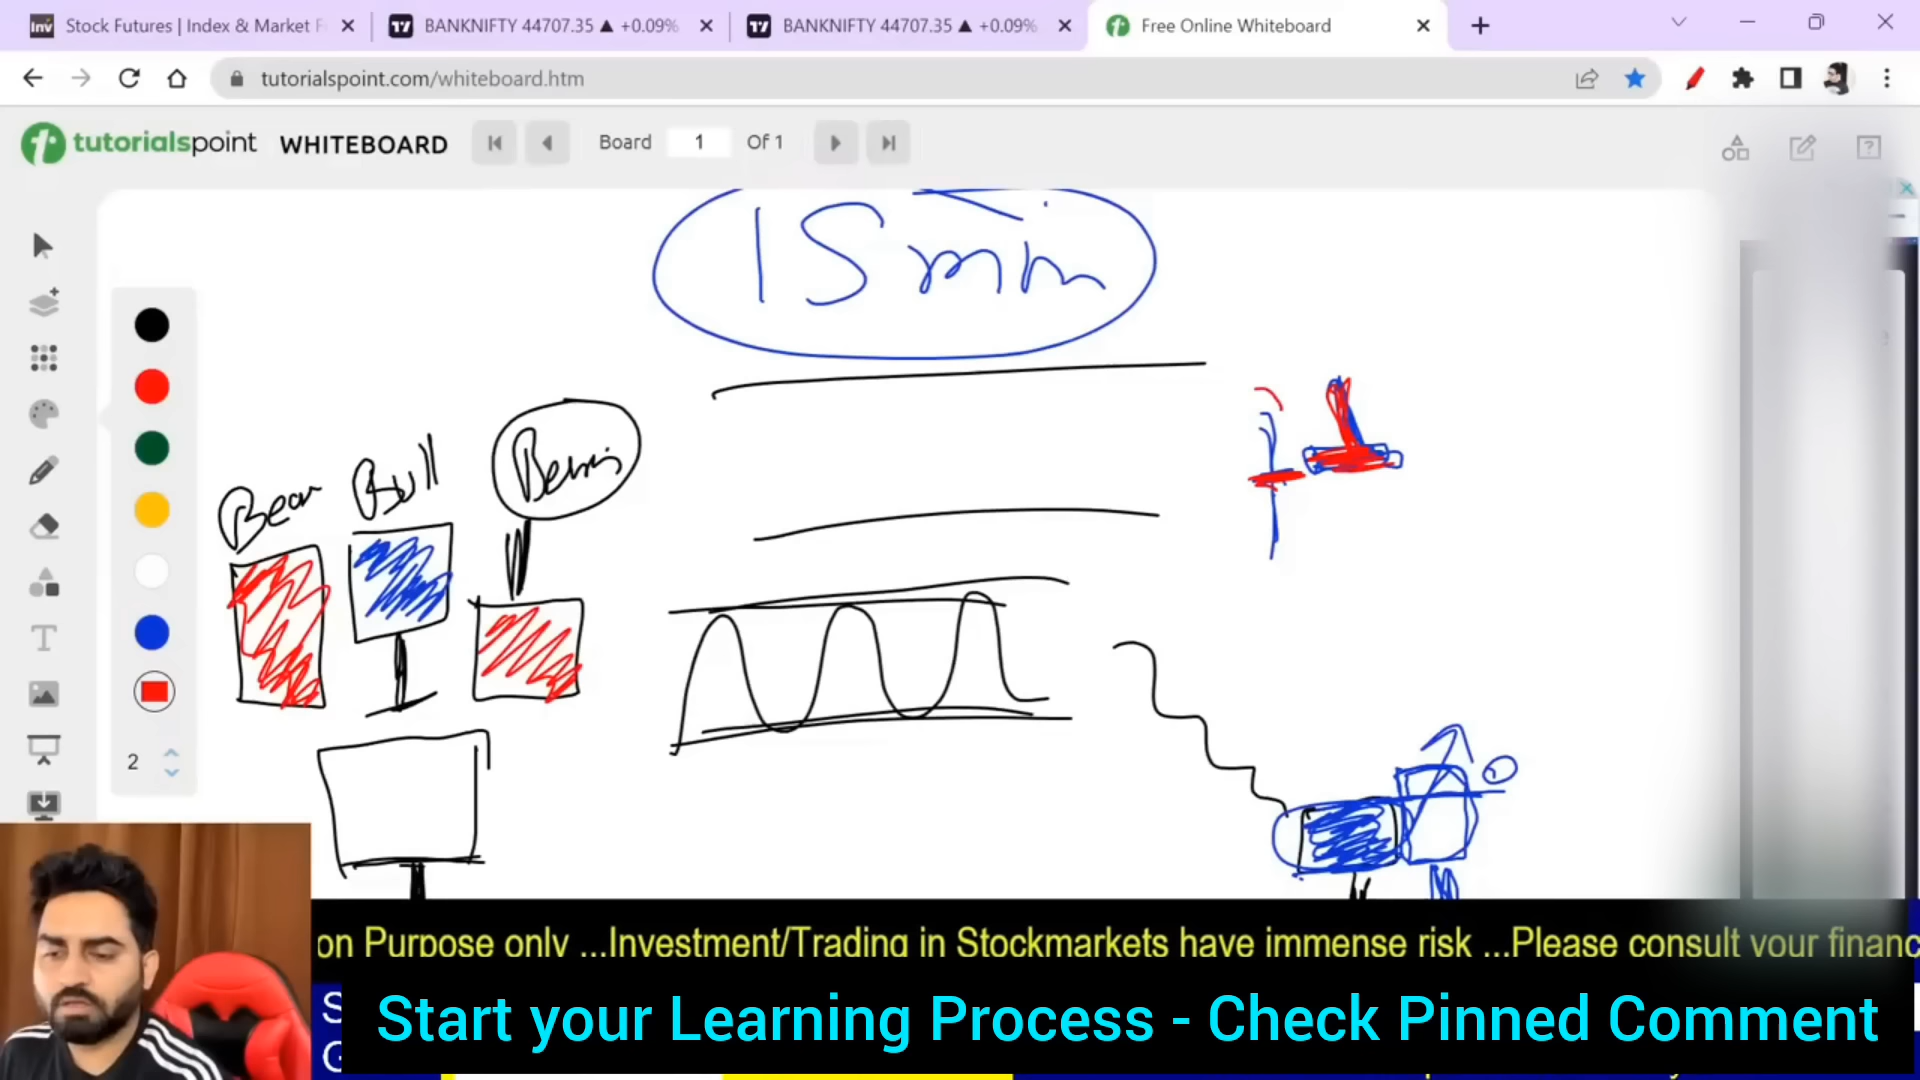 Stock Futures | Index & Market F
BANKNIFTY 44707.35 ▲ +0.09%
BANKNIFTY 44707.35 ▲ +0.09%
Free Online Whiteboard
tutorialspoint.com/whiteboard.htm
tutorialspoint WHITEBOARD
Board 1 Of 1
15 min
Bear
Bull
2
on Purpose only ...Investment/Trading in Stockmarkets have immense risk ...Please consult your financ
S
Start your Learning Process - Check Pinned Comment
G